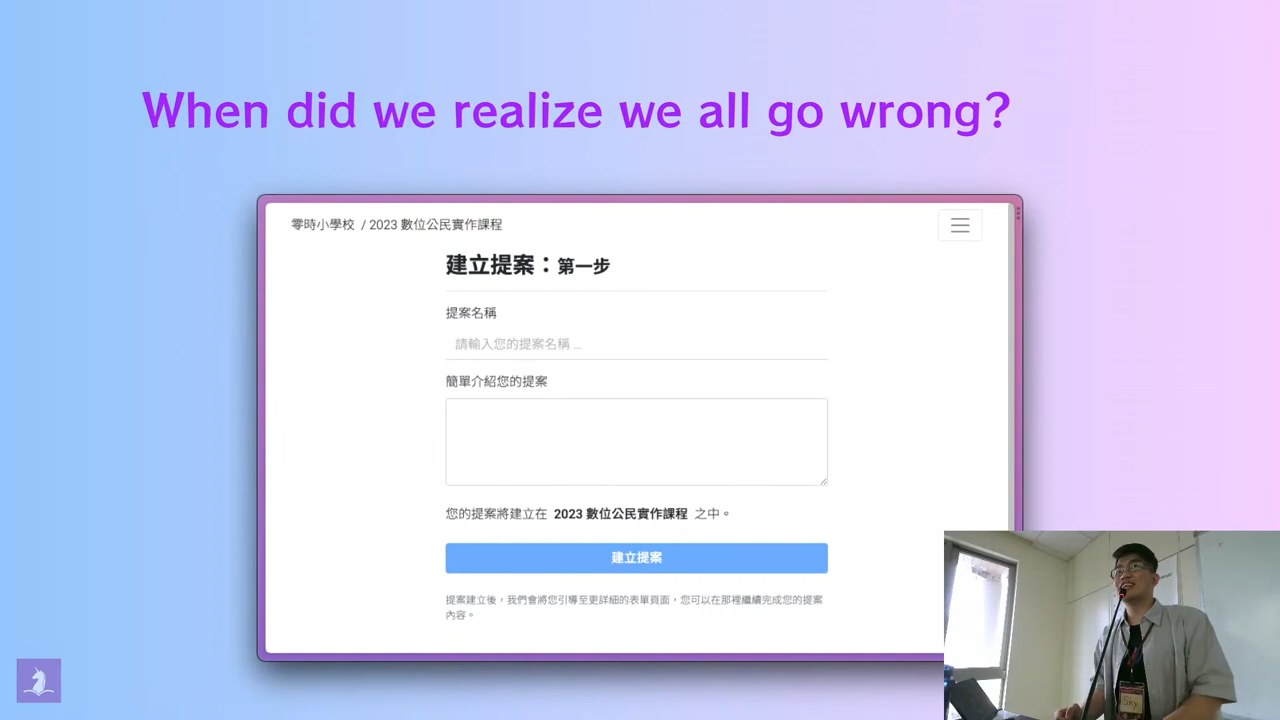 When did we realize we all go wrong?
零時小學校 / 2023 數位公民實作課程
建立提案：第一步
提案名稱
請輸入您的提案名稱 ...
簡單介紹您的提案
您的提案將建立在 2023 數位公民實作課程 之中。
建立提案
提案建立後，我們會將您引導至更詳細的表單頁面，您可以在那裡繼續完成您的提案
內容。
Sky